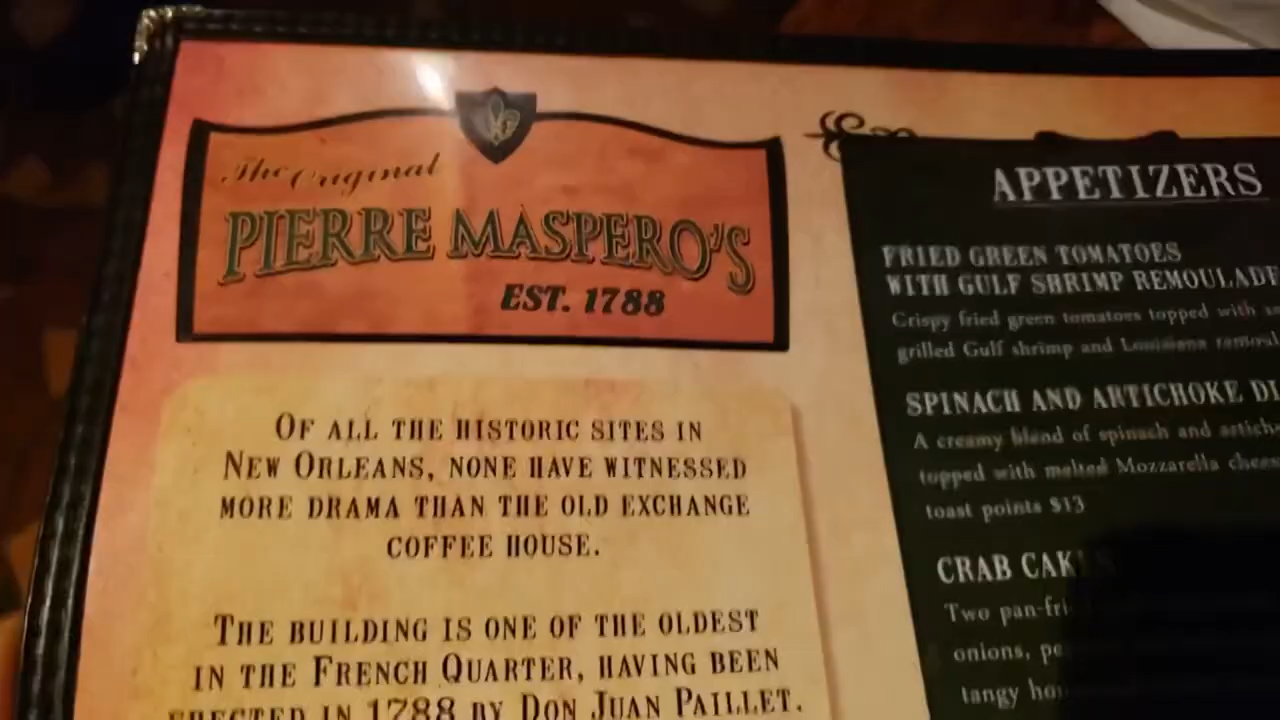 The Original
PIERRE MASPERO'S
EST. 1788
OF ALL THE HISTORIC SITES IN
NEW ORLEANS, NONE HAVE WITNESSED
MORE DRAMA THAN THE OLD EXCHANGE
COFFEE HOUSE.
THE BUILDING IS ONE OF THE OLDEST
IN THE FRENCH QUARTER, HAVING BEEN
ERECTED IN 1788 BY DON JUAN PAILLET.
APPETIZERS
FRIED GREEN TOMATOES
WITH GULF SHRIMP REMOULADE
Crispy fried green tomatoes topped with
grilled Gulf shrimp and Louisiana
SPINACH AND ARTICHOKE
A creamy blend of spinach and
topped with melted Mozzarella
toast points $13
CRAB
Two
onions,
tangy